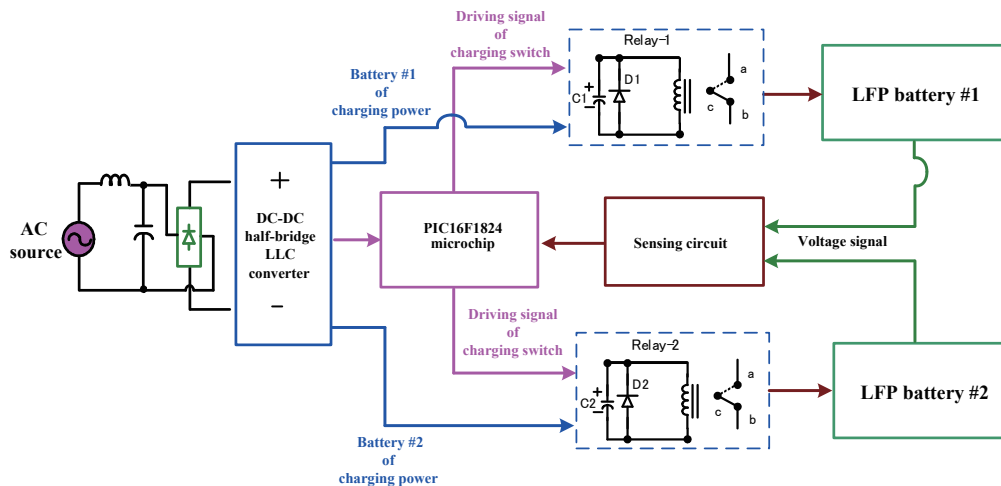 Driving signal
of
charging switch
Relay-1
a
D1
C1
+
c
b
LFP battery #1
Battery #1
of
charging power
+
DC-DC
half-bridge
LLC
converter
−
AC
source
PIC16F1824
microchip
Sensing circuit
Voltage signal
Driving signal
of
charging switch
Relay-2
a
D2
C2
+
c
b
LFP battery #2
Battery #2
of
charging power